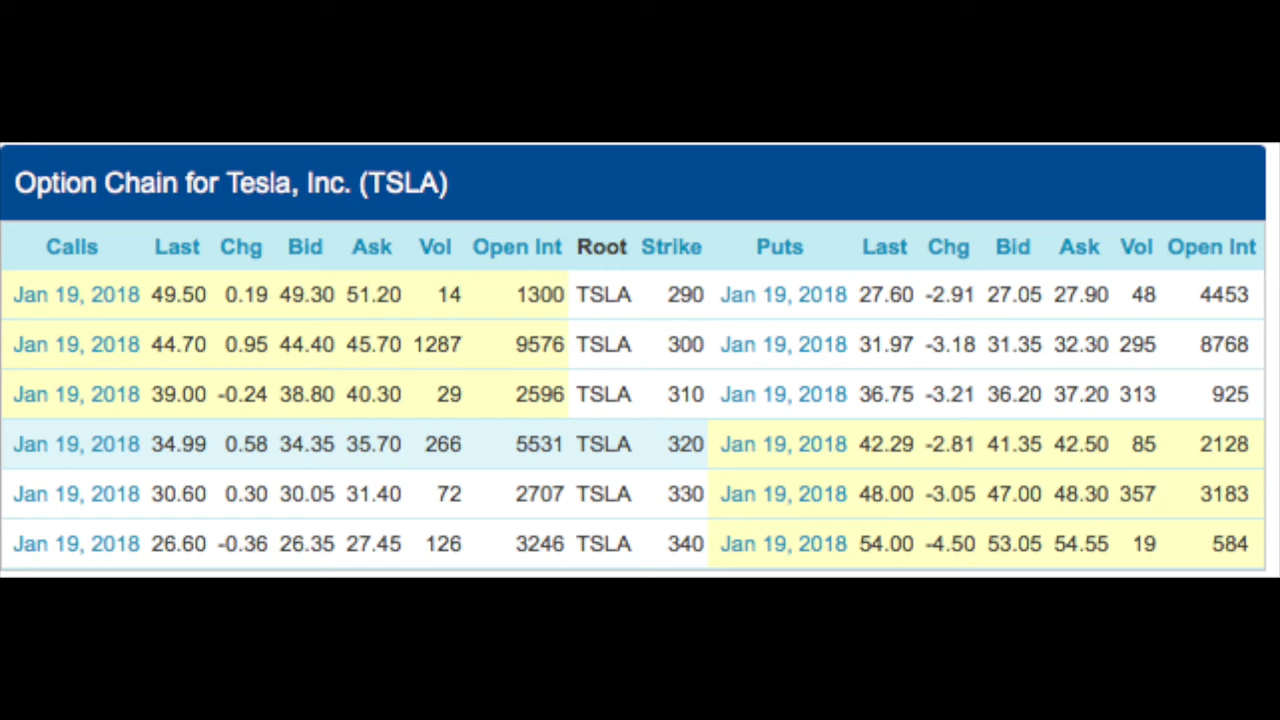 Option Chain for Tesla, Inc. (TSLA)
Calls Last Chg Bid Ask Vol Open Int Root Strike Puts Last Chg Bid Ask Vol Open Int
Jan 19, 2018 49.50 0.19 49.30 51.20 14 1300 TSLA 290 Jan 19, 2018 27.60 -2.91 27.05 27.90 48 4453
Jan 19, 2018 44.70 0.95 44.40 45.70 1287 9576 TSLA 300 Jan 19, 2018 31.97 -3.18 31.35 32.30 295 8768
Jan 19, 2018 39.00 -0.24 38.80 40.30 29 2596 TSLA 310 Jan 19, 2018 36.75 -3.21 36.20 37.20 313 925
Jan 19, 2018 34.99 0.58 34.35 35.70 266 5531 TSLA 320 Jan 19, 2018 42.29 -2.81 41.35 42.50 85 2128
Jan 19, 2018 30.60 0.30 30.05 31.40 72 2707 TSLA 330 Jan 19, 2018 48.00 -3.05 47.00 48.30 357 3183
Jan 19, 2018 26.60 -0.36 26.35 27.45 126 3246 TSLA 340 Jan 19, 2018 54.00 -4.50 53.05 54.55 19 584